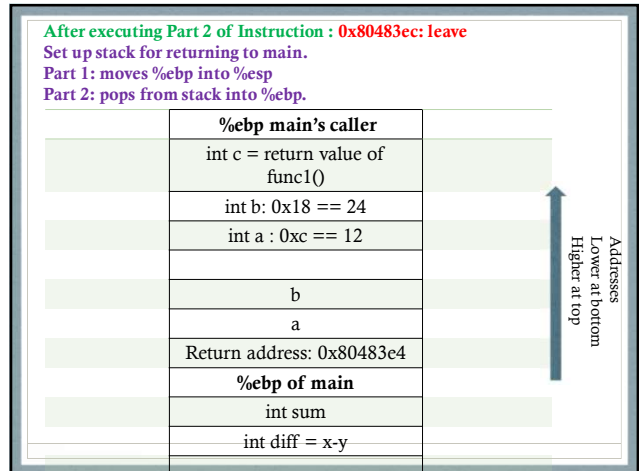 After executing Part 2 of Instruction : 0x80483ec: leave
Set up stack for returning to main.
Part 1: moves %ebp into %esp
Part 2: pops from stack into %ebp.
%ebp main’s caller
int c = return value of
func1()
int b: 0x18 == 24
int a : 0xc == 12
b
a
Return address: 0x80483e4
%ebp of main
int sum
int diff = x-y
Addresses
Lower at bottom
Higher at top